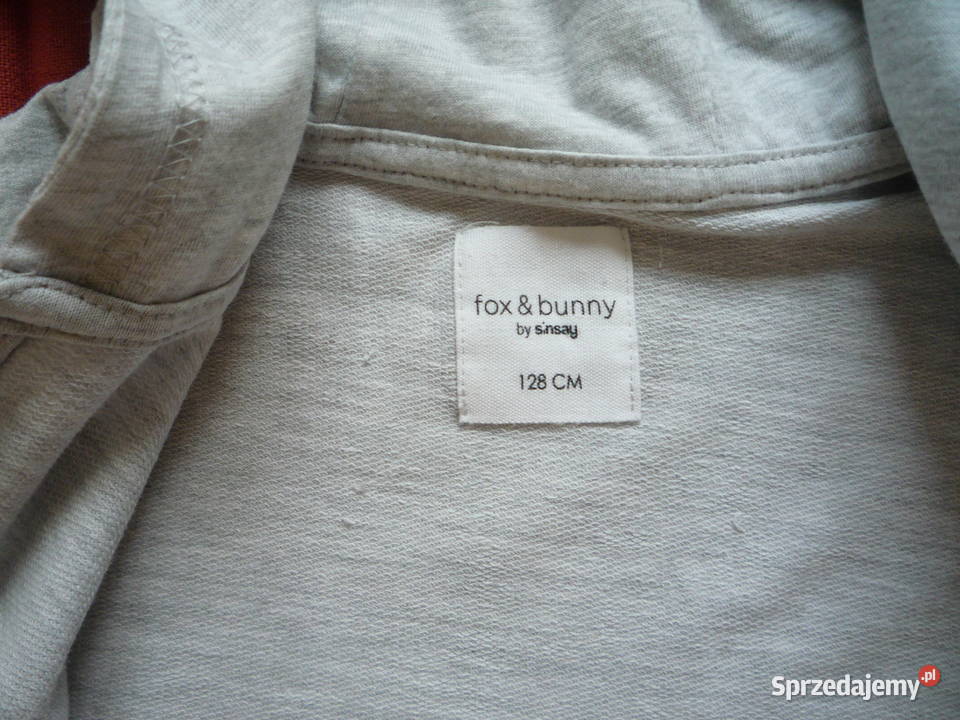 fox & bunny
by sinsay
128 CM
Sprzedajemy.pl